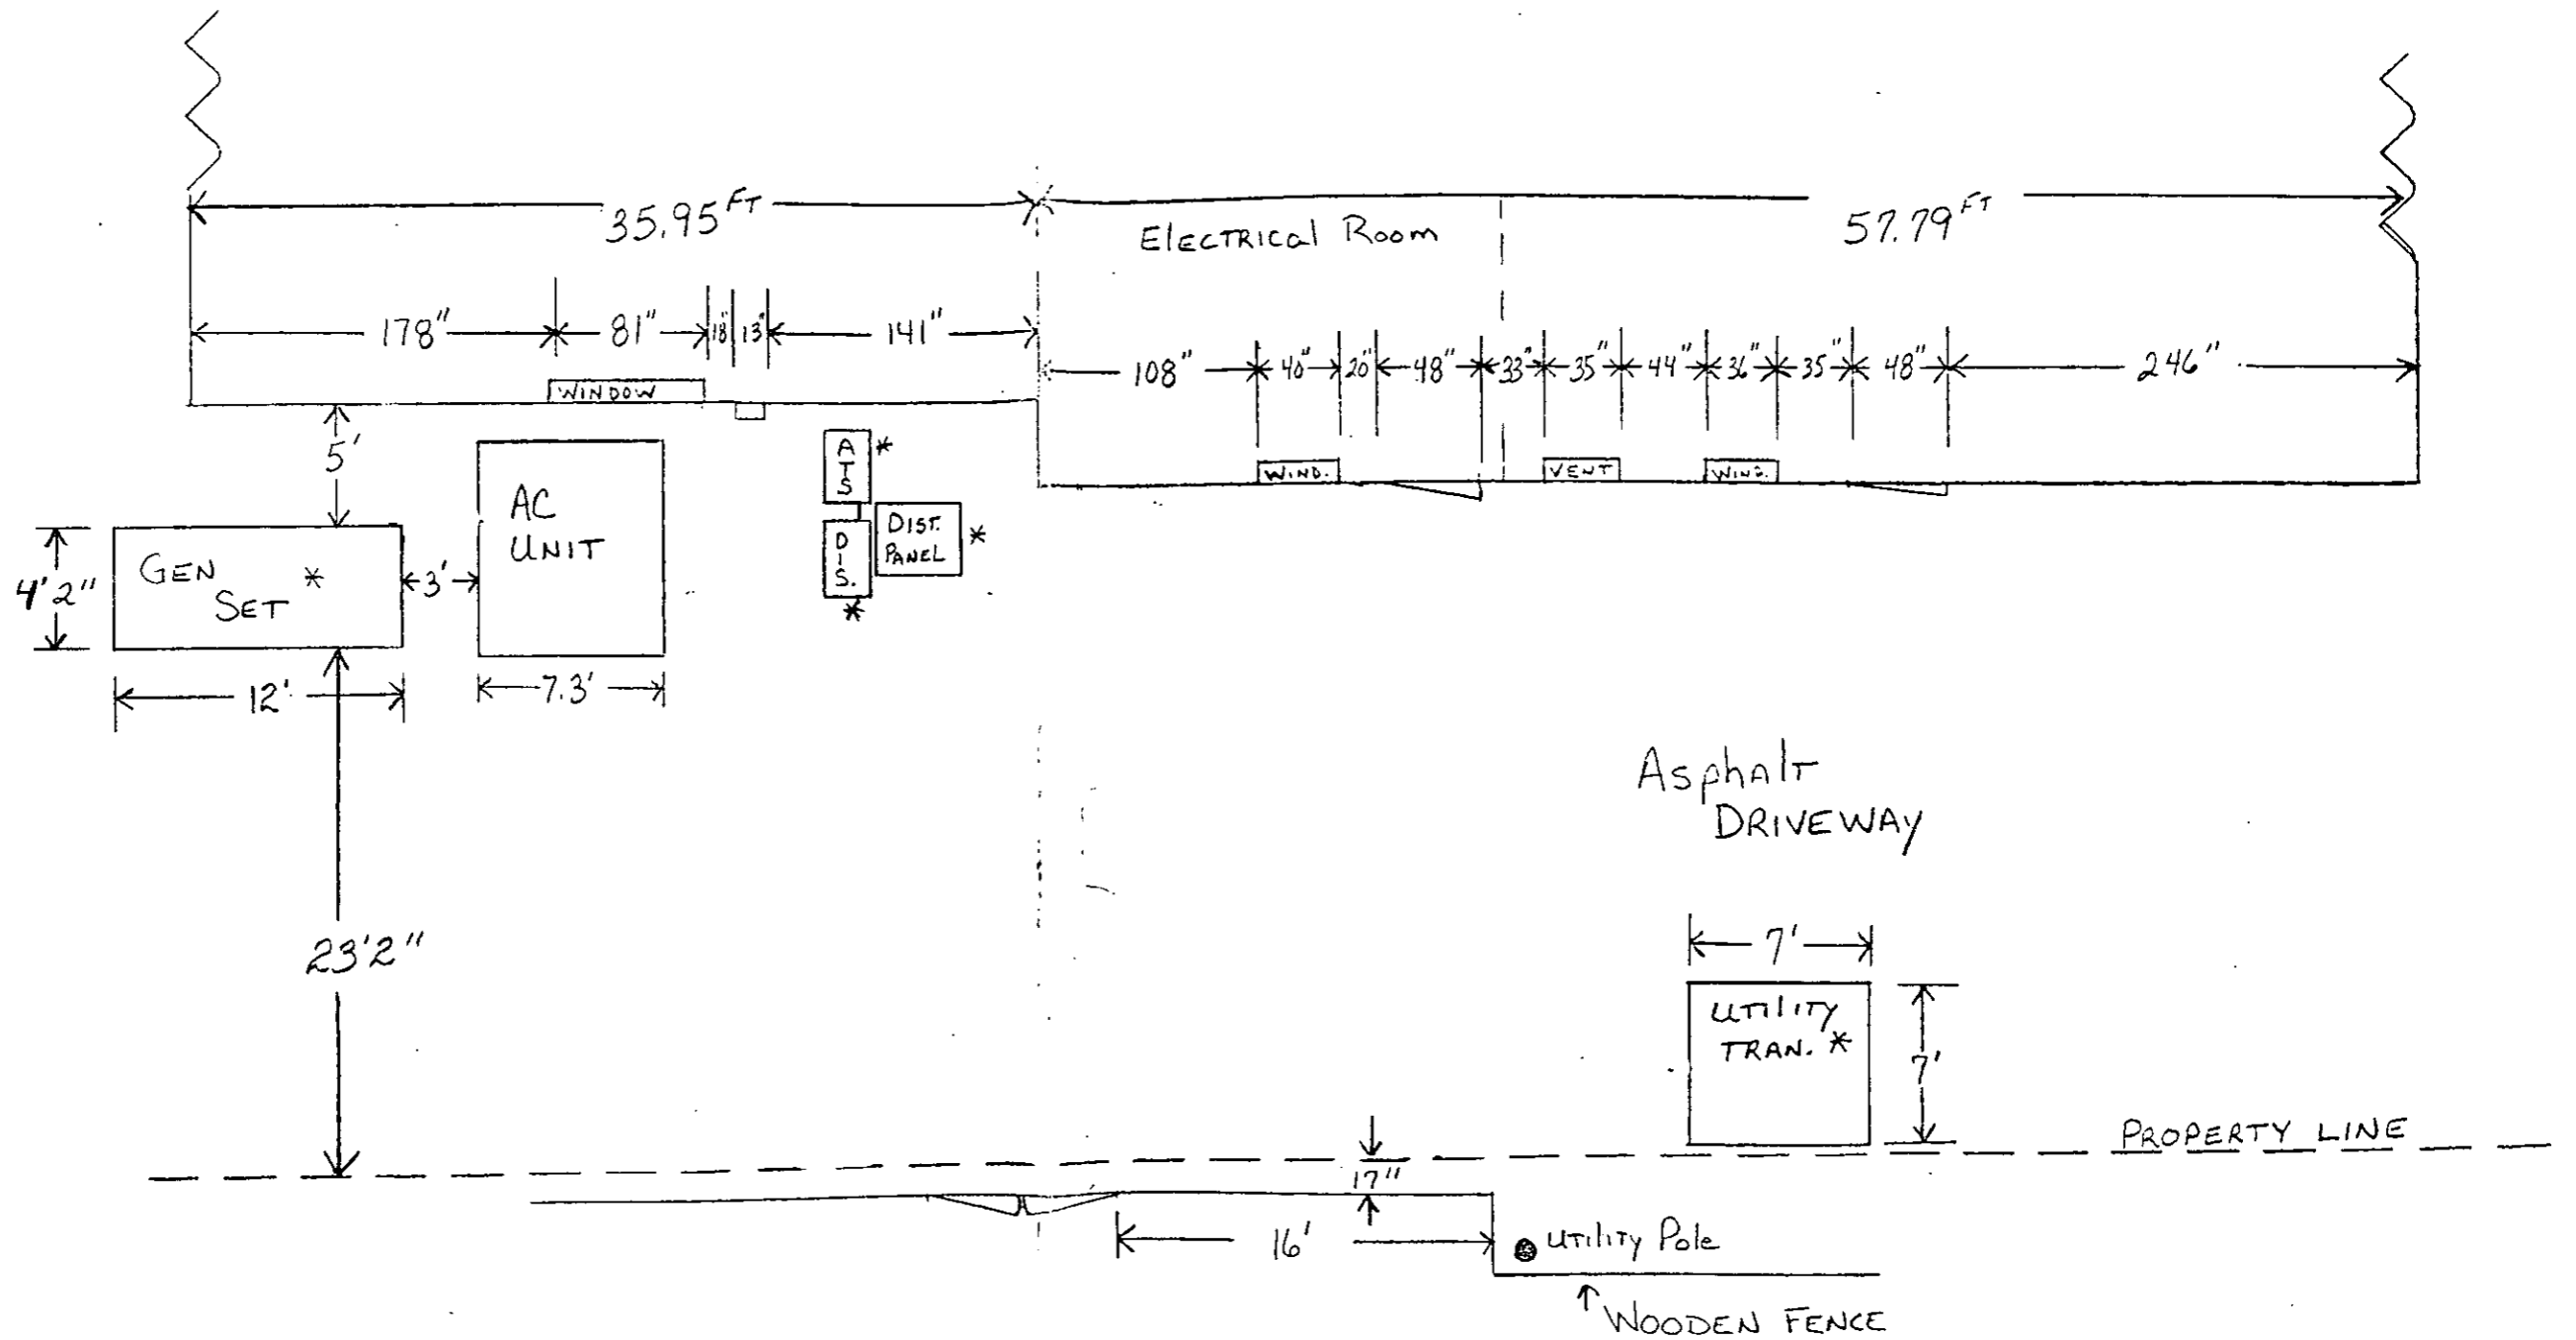 35.95 FT
57.79 FT
Electrical Room
178"
81"
18"
13"
141"
108"
40"
20"
48"
33"
35"
44"
36"
35"
48"
246"
WINDOW
WIND.
VENT
WIND.
5'
ATS
*
AC
UNIT
DIST.
PANEL
*
DIS.
*
GEN
SET *
4'2"
3'
12'
7.3'
Asphalt
DRIVEWAY
23'2"
7'
UTILITY
TRAN. *
7'
PROPERTY LINE
17"
16'
UTILITY Pole
WOODEN FENCE